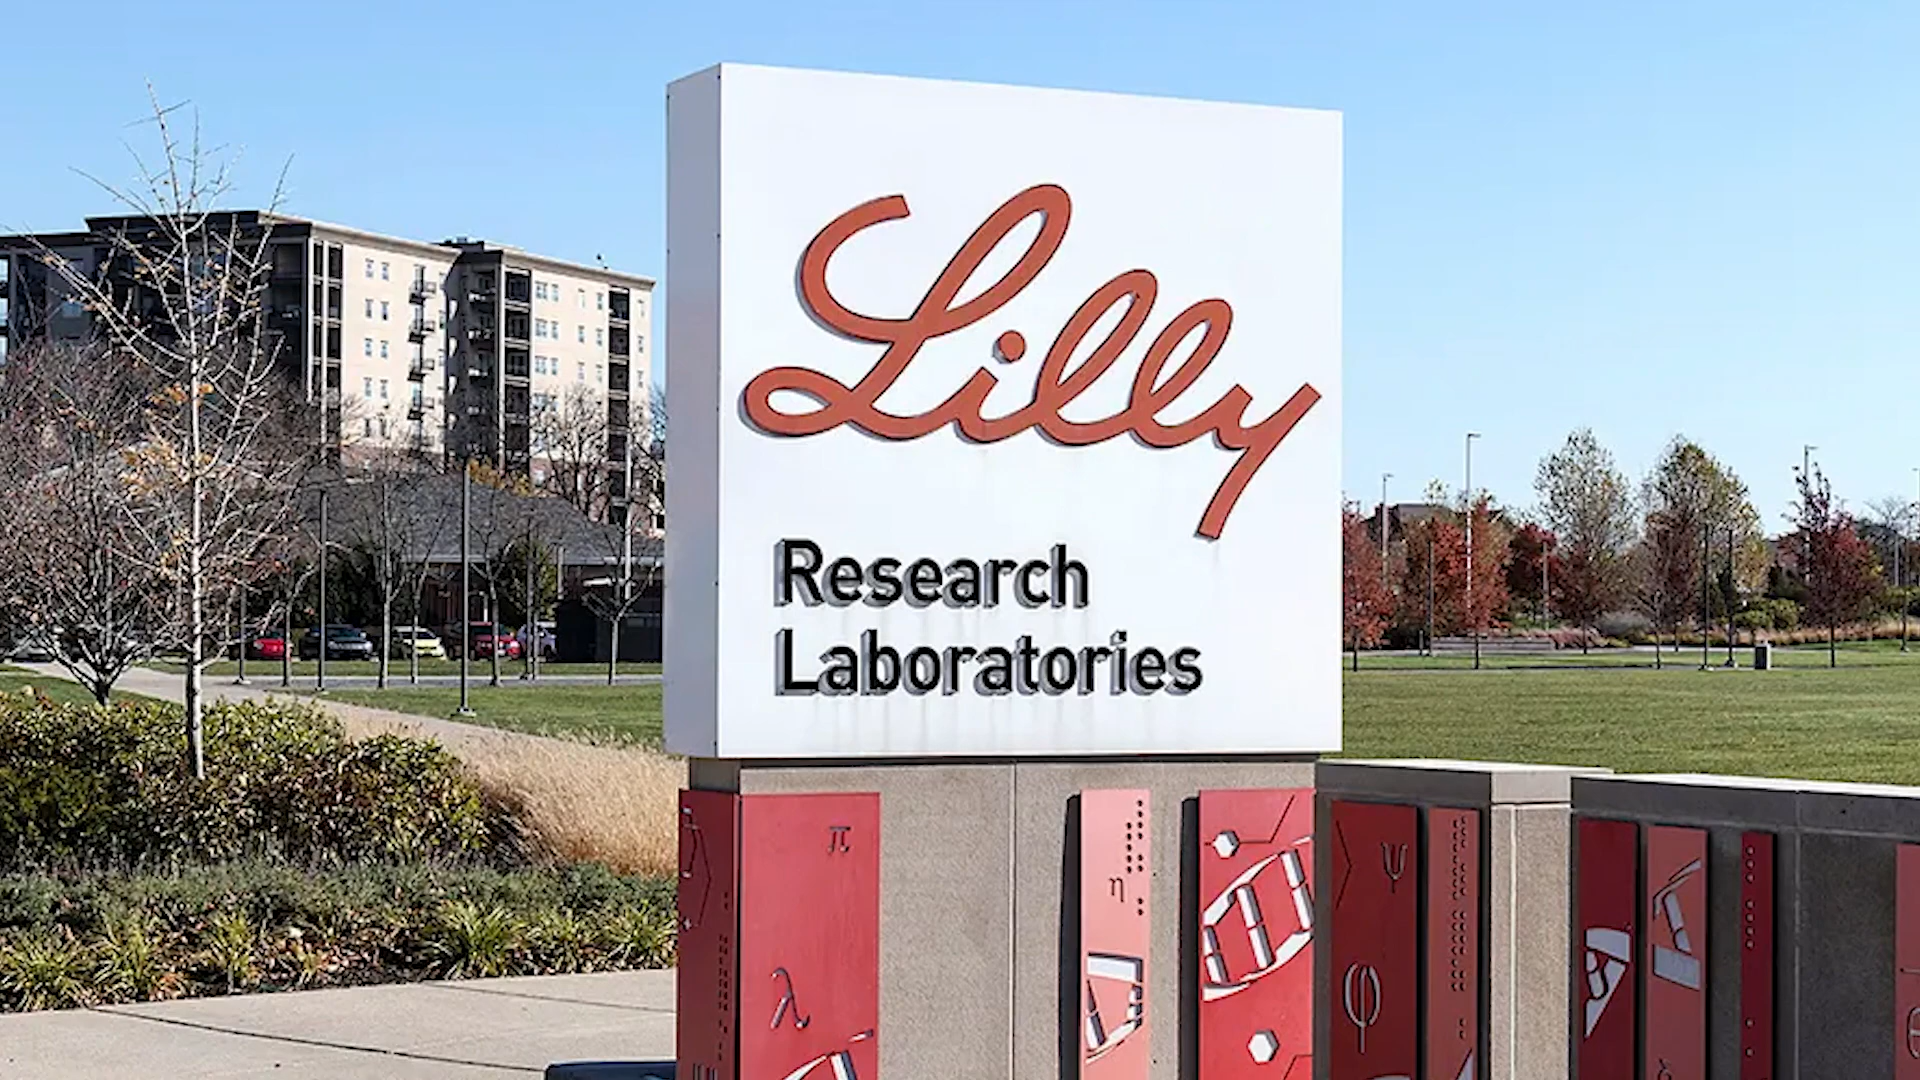 Lilly
Research
Laboratories
π
η
λ
ψ
φ